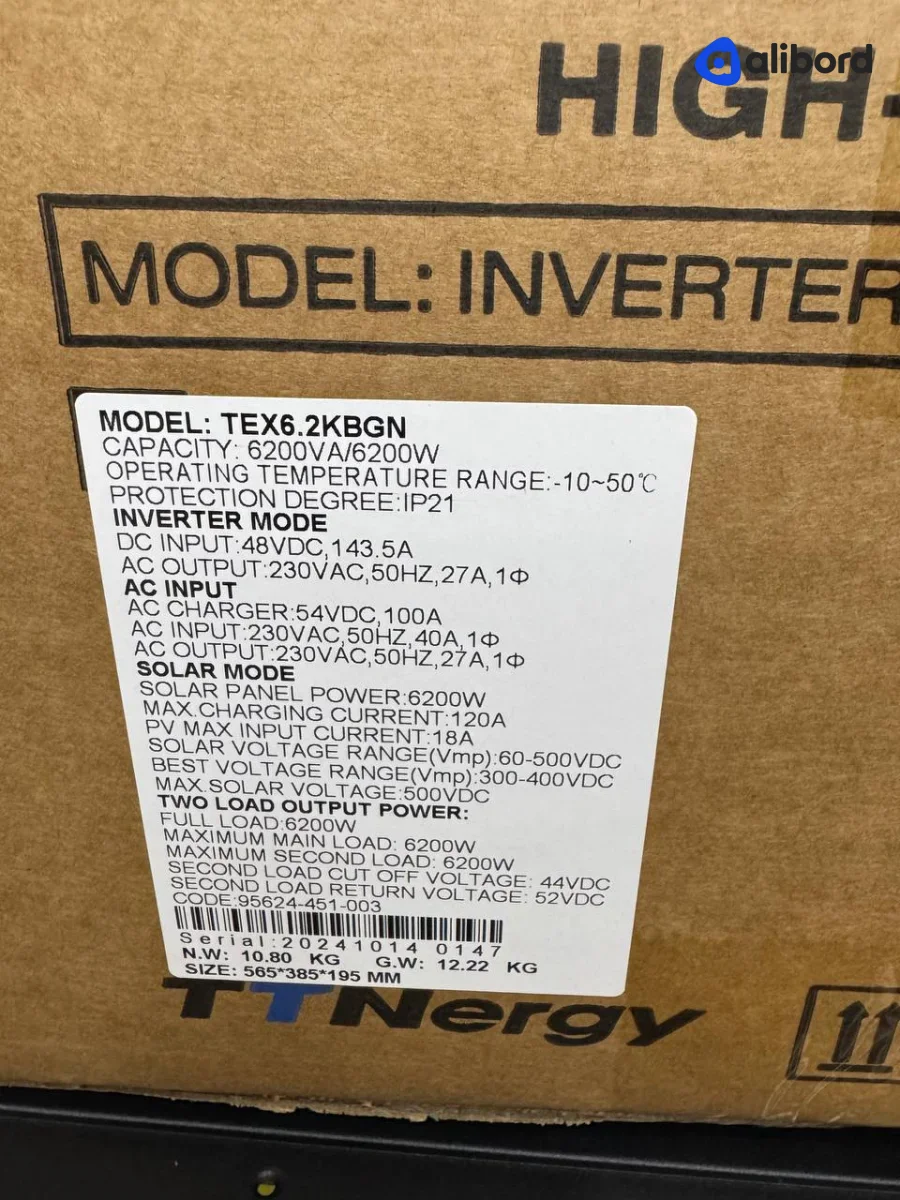 alibord
HIGH-
MODEL: INVERTER
MODEL: TEX6.2KBGN
CAPACITY: 6200VA/6200W
OPERATING TEMPERATURE RANGE:-10~50℃
PROTECTION DEGREE:IP21
INVERTER MODE
DC INPUT:48VDC,143.5A
AC OUTPUT:230VAC,50HZ,27A,1Φ
AC INPUT
AC CHARGER:54VDC,100A
AC INPUT:230VAC,50HZ,40A,1Φ
AC OUTPUT:230VAC,50HZ,27A,1Φ
SOLAR MODE
SOLAR PANEL POWER:6200W
MAX.CHARGING CURRENT:120A
PV MAX INPUT CURRENT:18A
SOLAR VOLTAGE RANGE(Vmp):60-500VDC
BEST VOLTAGE RANGE(Vmp):300-400VDC
MAX.SOLAR VOLTAGE:500VDC
TWO LOAD OUTPUT POWER:
FULL LOAD:6200W
MAXIMUM MAIN LOAD: 6200W
MAXIMUM SECOND LOAD: 6200W
SECOND LOAD CUT OFF VOLTAGE: 44VDC
SECOND LOAD RETURN VOLTAGE: 52VDC
CODE:95624-451-003
Serial:20241014 0147
N.W: 10.80 KG G.W: 12.22 KG
SIZE: 565*385*195 MM
TTNergy